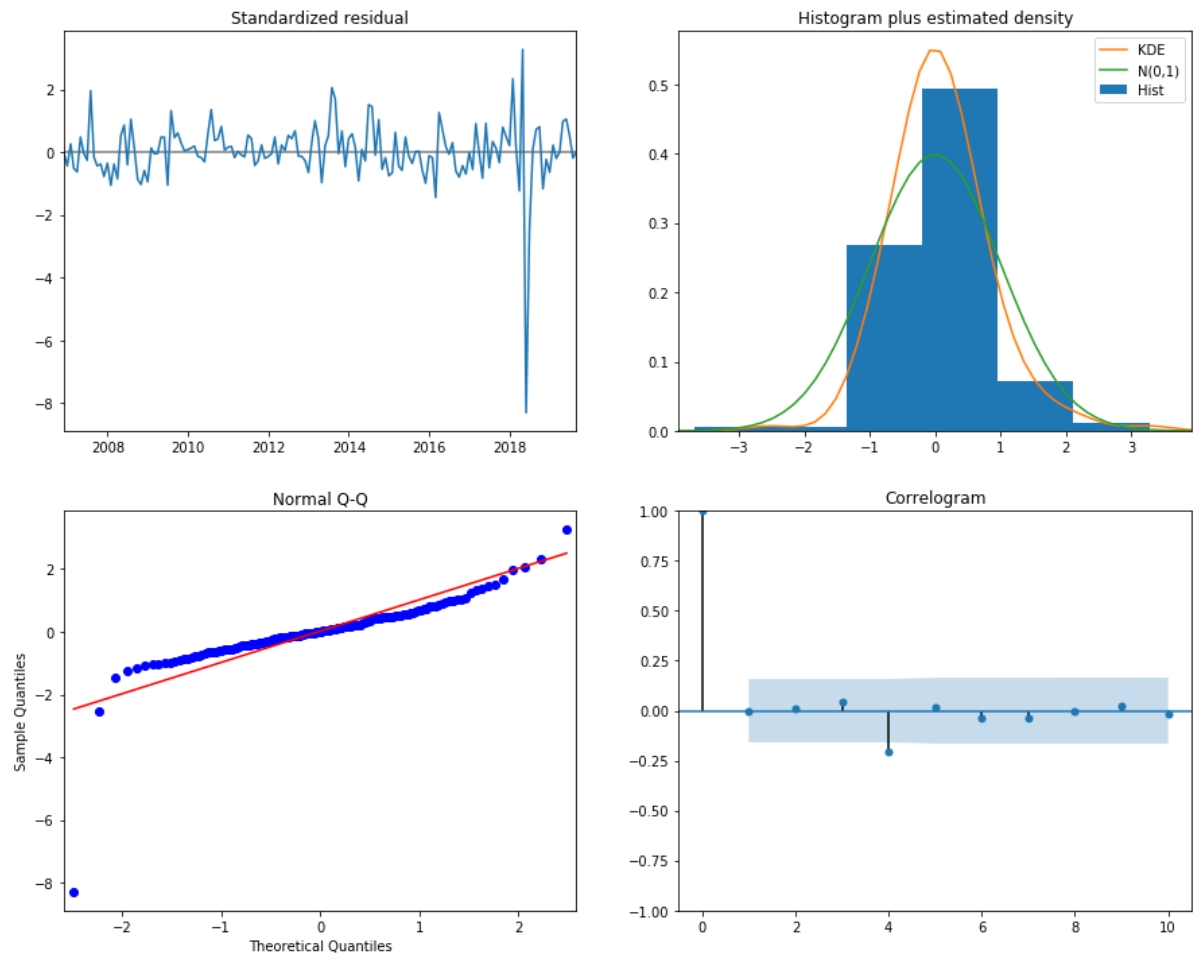 Standardized residual
2
0
−2
−4
−6
−8
2008 2010 2012 2014 2016 2018
Histogram plus estimated density
KDE
N(0,1)
Hist
0.5
0.4
0.3
0.2
0.1
0.0
−3 −2 −1 0 1 2 3
Normal Q-Q
Sample Quantiles
2
0
−2
−4
−6
−8
−2 −1 0 1 2
Theoretical Quantiles
Correlogram
1.00
0.75
0.50
0.25
0.00
−0.25
−0.50
−0.75
−1.00
0 2 4 6 8 10